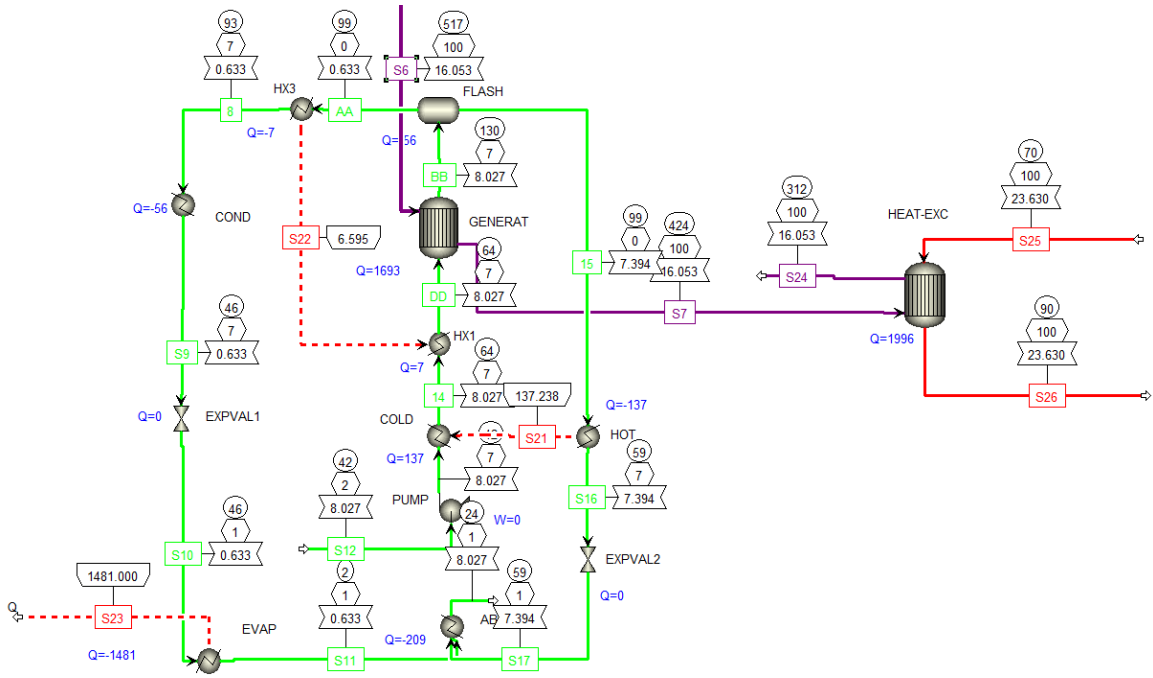 93
7
0.633
8
HX3
Q=-7
99
0
0.633
AA
517
100
16.053
S6
FLASH
130
7
8.027
BB
GENERAT
Q=1693
COND
Q=-56
S22
6.595
64
7
8.027
DD
HX1
Q=7
99
0
7.394
15
424
100
16.053
S7
312
100
16.053
S24
HEAT-EXC
Q=1996
70
100
23.630
S25
90
100
23.630
S26
46
7
0.633
S9
Q=0
EXPVAL1
64
7
8.027
14
137.238
S21
COLD
Q=137
Q=-137
HOT
7
8.027
59
7
7.394
S16
42
2
8.027
S12
PUMP
W=0
24
1
8.027
EXPVAL2
Q=0
46
1
0.633
S10
1481.000
S23
Q
Q=-1481
EVAP
2
1
0.633
S11
Q=-209
59
1
7.394
S17